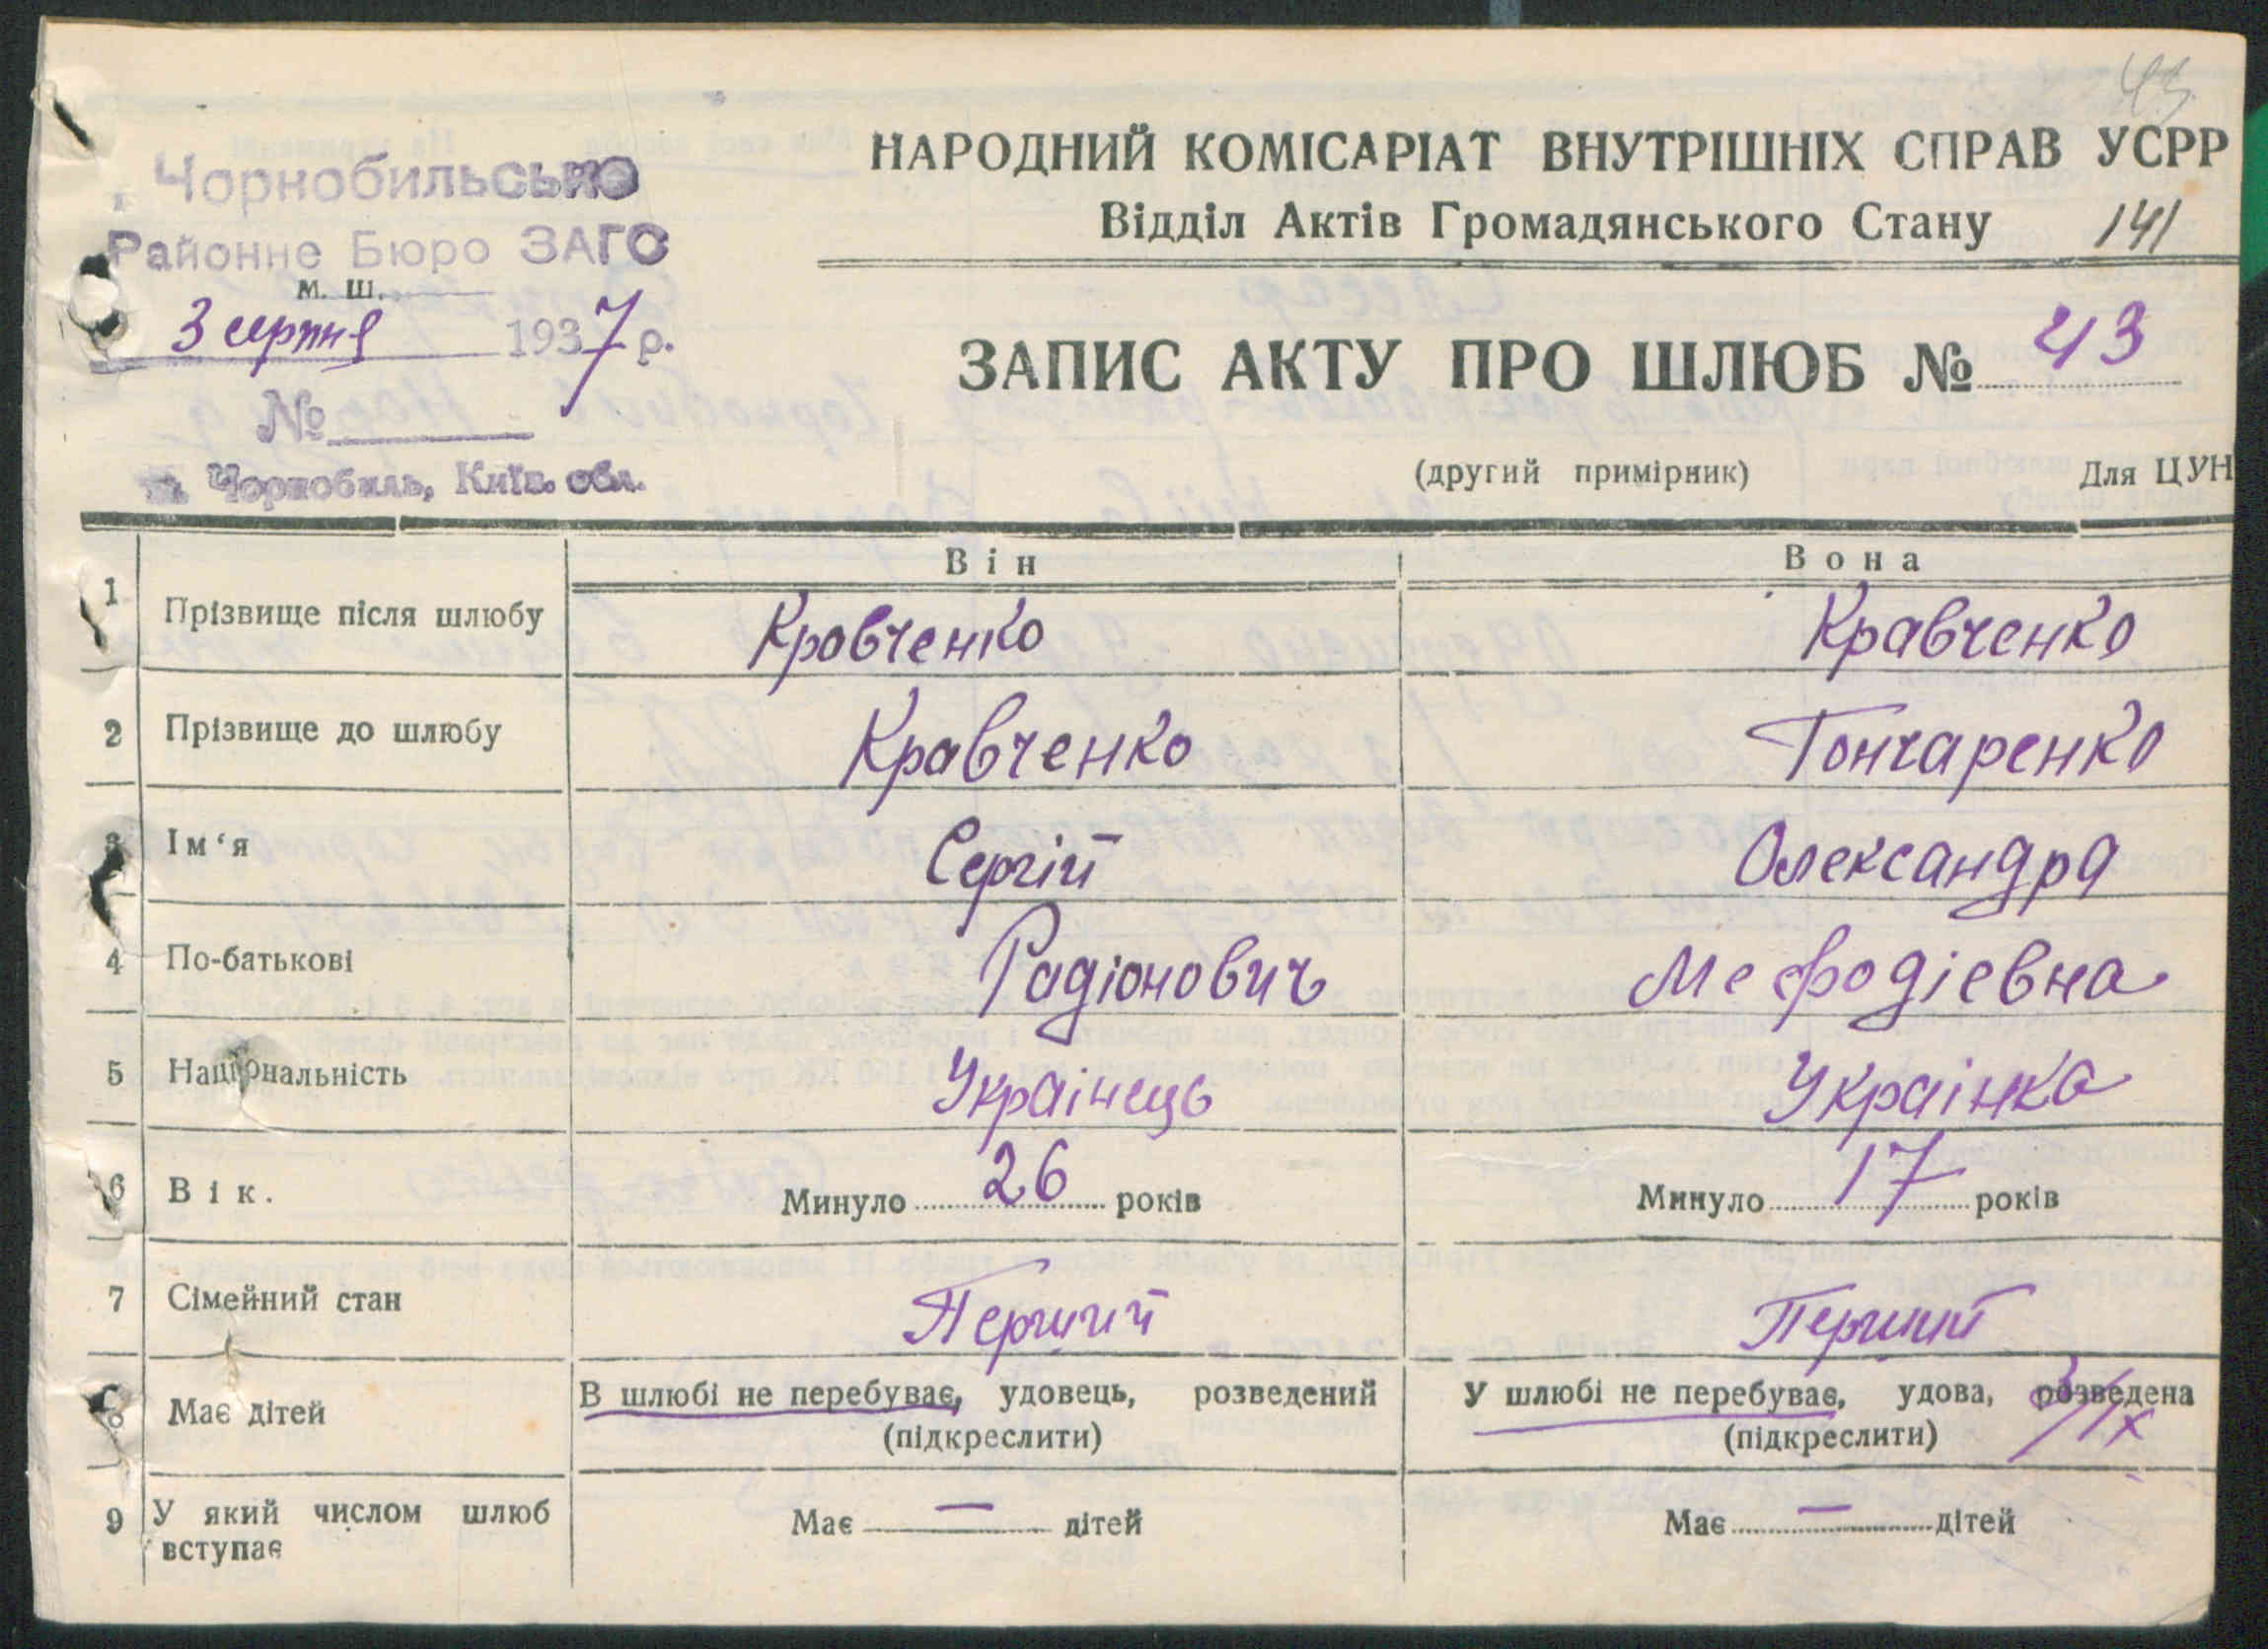 43
Чорнобильсько
Районне Бюро ЗАГС
м. ш.
3 серпня 1937 р.
№
м. Чорнобиль, Київ. обл.
НАРОДНИЙ КОМІСАРІАТ ВНУТРІШНІХ СПРАВ УСРР
Відділ Актів Громадянського Стану 141
ЗАПИС АКТУ ПРО ШЛЮБ № 43
(другий примірник) Для ЦУН
Він Вона
1 Прізвище після шлюбу Кравченко Кравченко
2 Прізвище до шлюбу Кравченко Гончаренко
3 Ім‘я Сергій Олександра
4 По-батькові Радіонович Мефодіевна
5 Національність Українець Українка
6 Вік. Минуло 26 років Минуло 17 років
7 Сімейний стан Перший Перший
8 Має дітей В шлюбі не перебуває, удовець, розведений У шлюбі не перебуває, удова, розведена
(підкреслити) (підкреслити)
9 У який числом шлюб вступає Має — дітей Має — дітей